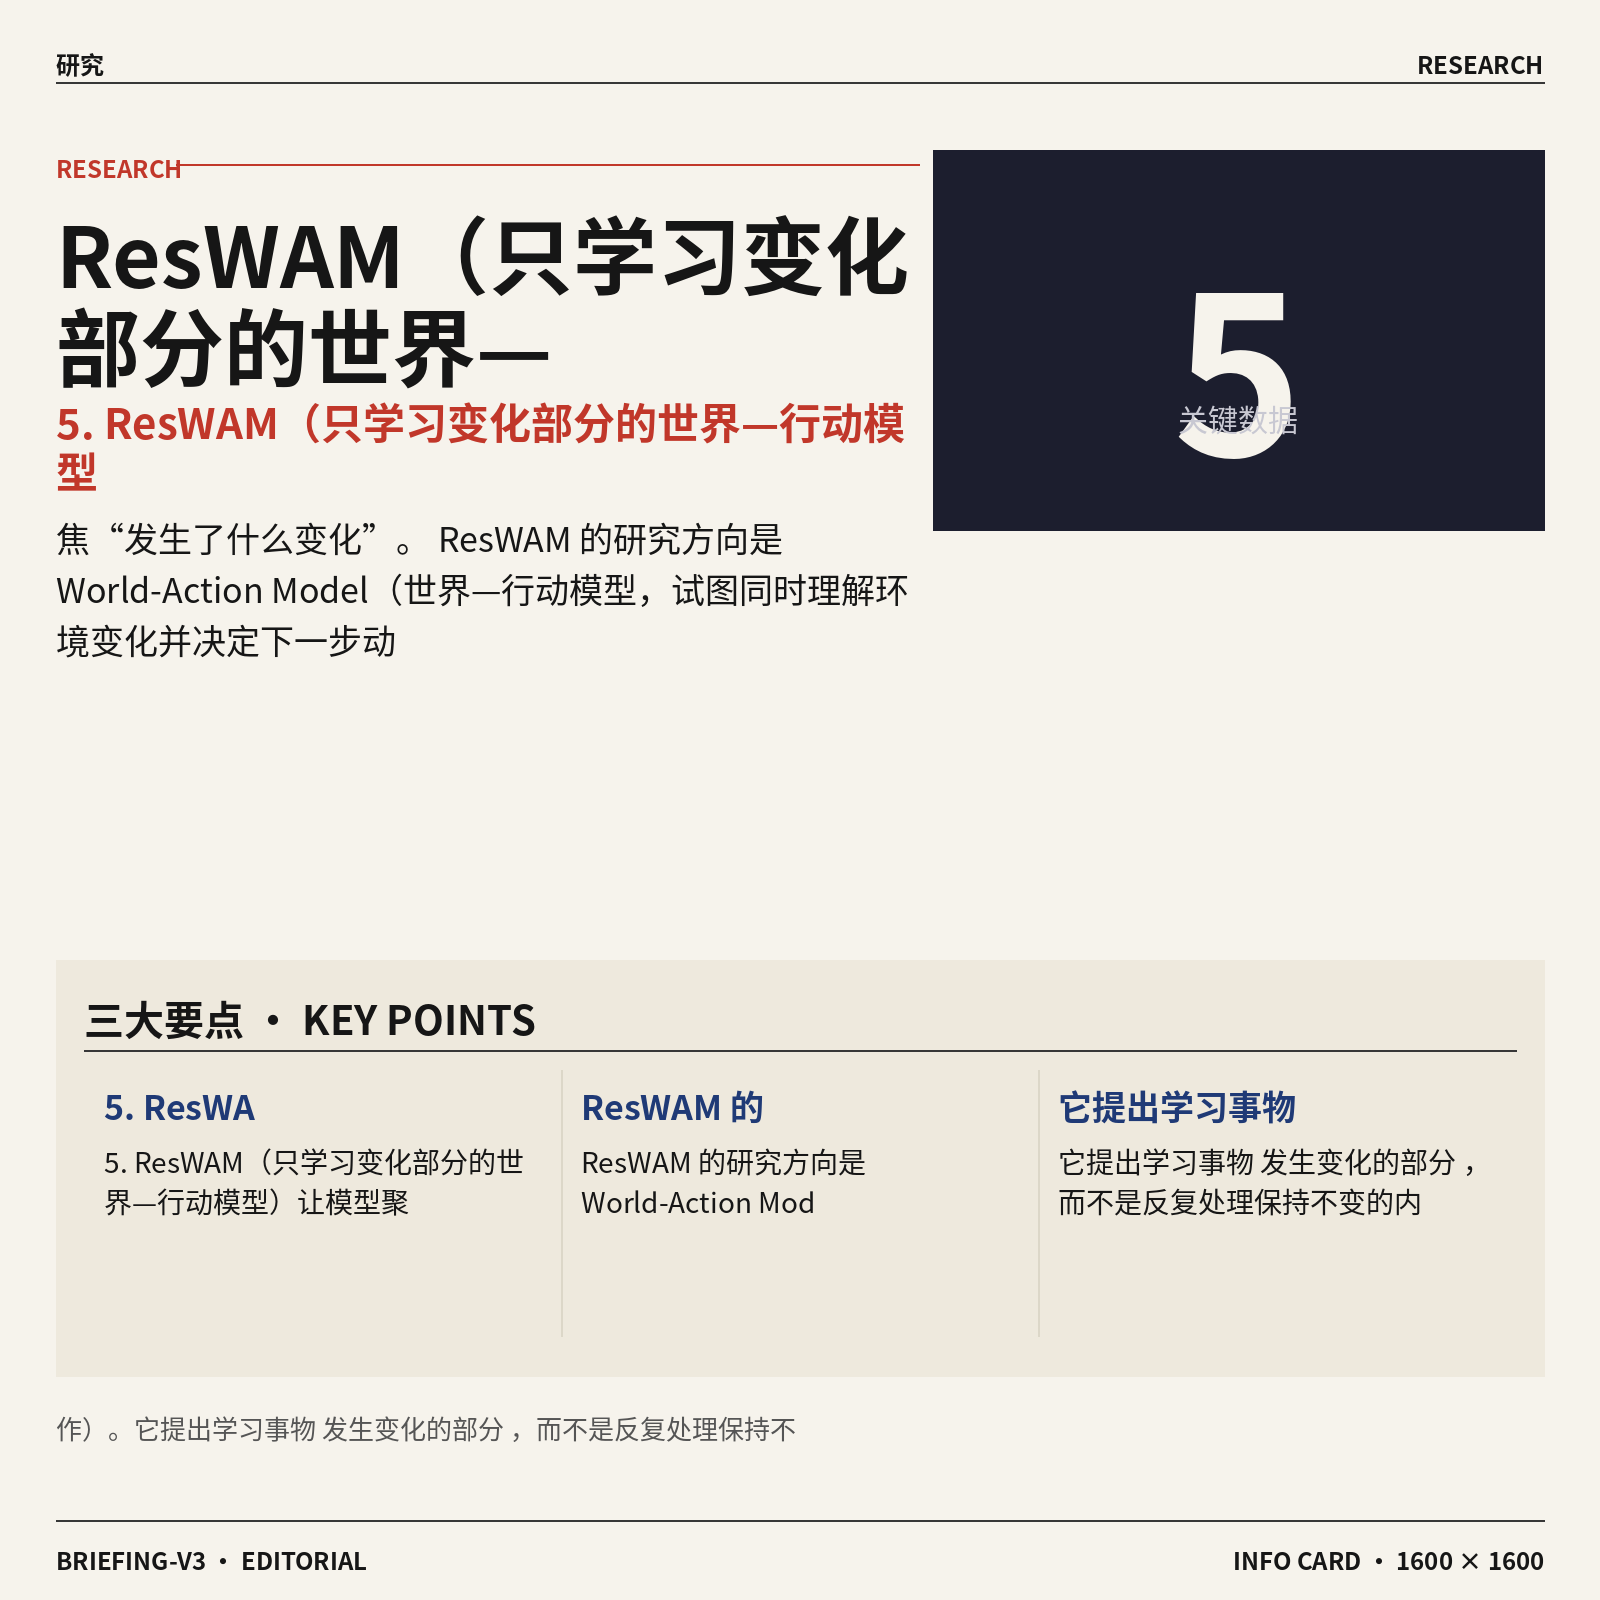 研究
RESEARCH
RESEARCH
ResWAM（只学习变化
部分的世界—
5. ResWAM（只学习变化部分的世界—行动模
型
焦“发生了什么变化”。 ResWAM 的研究方向是
World-Action Model（世界—行动模型，试图同时理解环
境变化并决定下一步动
5
关键数据
三大要点 · KEY POINTS
5. ResWA
5. ResWAM（只学习变化部分的世
界—行动模型）让模型聚
ResWAM 的
ResWAM 的研究方向是
World-Action Mod
它提出学习事物
它提出学习事物 发生变化的部分 ，
而不是反复处理保持不变的内
作）。它提出学习事物 发生变化的部分 ，而不是反复处理保持不
BRIEFING-V3 · EDITORIAL
INFO CARD · 1600 × 1600